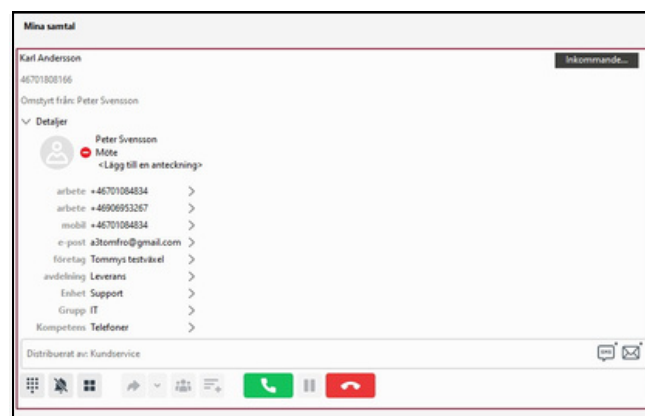 Mina samtal
Karl Andersson
Inkommande...
46701808166
Omstyrt från: Peter Svensson
Detaljer
Peter Svensson
Möte
<Lägg till en anteckning>
arbete +46701084834
arbete +46906953267
mobil +46701084834
e-post a3tomfro@gmail.com
företag Tommys testväxel
avdelning Leverans
Enhet Support
Grupp IT
Kompetens Telefoner
Distribuerat av: Kundservice
SMS